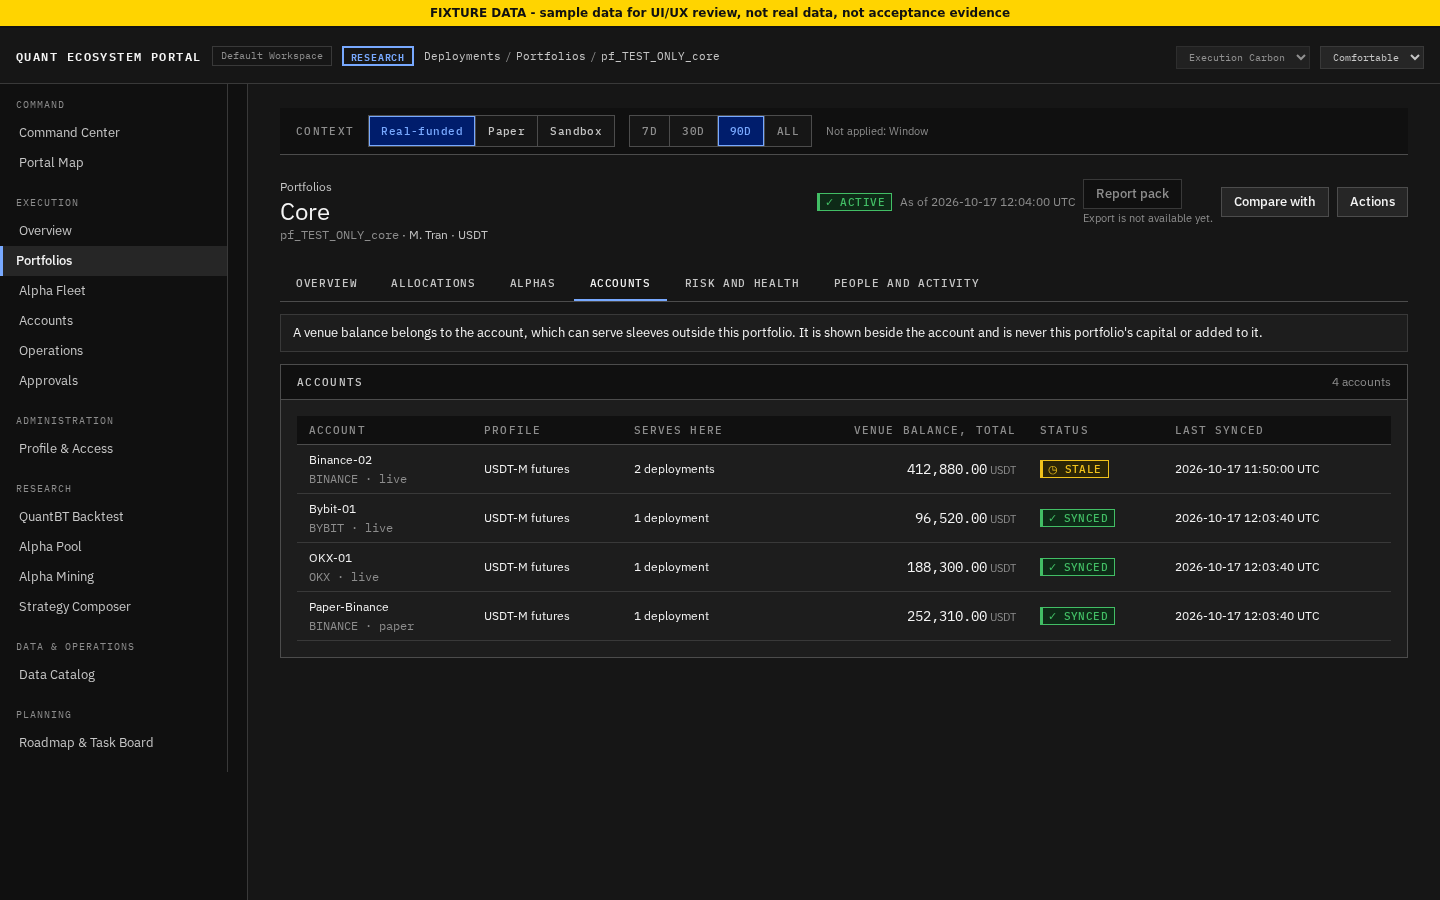 FIXTURE DATA - sample data for UI/UX review, not real data, not acceptance evidence
QUANT ECOSYSTEM PORTAL
Default Workspace
RESEARCH
Deployments / Portfolios / pf_TEST_ONLY_core
Execution Carbon
Comfortable
COMMAND
Command Center
Portal Map
EXECUTION
Overview
Portfolios
Alpha Fleet
Accounts
Operations
Approvals
ADMINISTRATION
Profile & Access
RESEARCH
QuantBT Backtest
Alpha Pool
Alpha Mining
Strategy Composer
DATA & OPERATIONS
Data Catalog
PLANNING
Roadmap & Task Board
CONTEXT Real-funded Paper Sandbox 7D 30D 90D ALL Not applied: Window
Portfolios
Core
pf_TEST_ONLY_core · M. Tran · USDT
✓ ACTIVE As of 2026-10-17 12:04:00 UTC
Report pack
Export is not available yet.
Compare with
Actions
OVERVIEW ALLOCATIONS ALPHAS ACCOUNTS RISK AND HEALTH PEOPLE AND ACTIVITY
A venue balance belongs to the account, which can serve sleeves outside this portfolio. It is shown beside the account and is never this portfolio's capital or added to it.
ACCOUNTS 4 accounts
ACCOUNT PROFILE SERVES HERE VENUE BALANCE, TOTAL STATUS LAST SYNCED
Binance-02
BINANCE · live
USDT-M futures 2 deployments 412,880.00 USDT ◷ STALE 2026-10-17 11:50:00 UTC
Bybit-01
BYBIT · live
USDT-M futures 1 deployment 96,520.00 USDT ✓ SYNCED 2026-10-17 12:03:40 UTC
OKX-01
OKX · live
USDT-M futures 1 deployment 188,300.00 USDT ✓ SYNCED 2026-10-17 12:03:40 UTC
Paper-Binance
BINANCE · paper
USDT-M futures 1 deployment 252,310.00 USDT ✓ SYNCED 2026-10-17 12:03:40 UTC